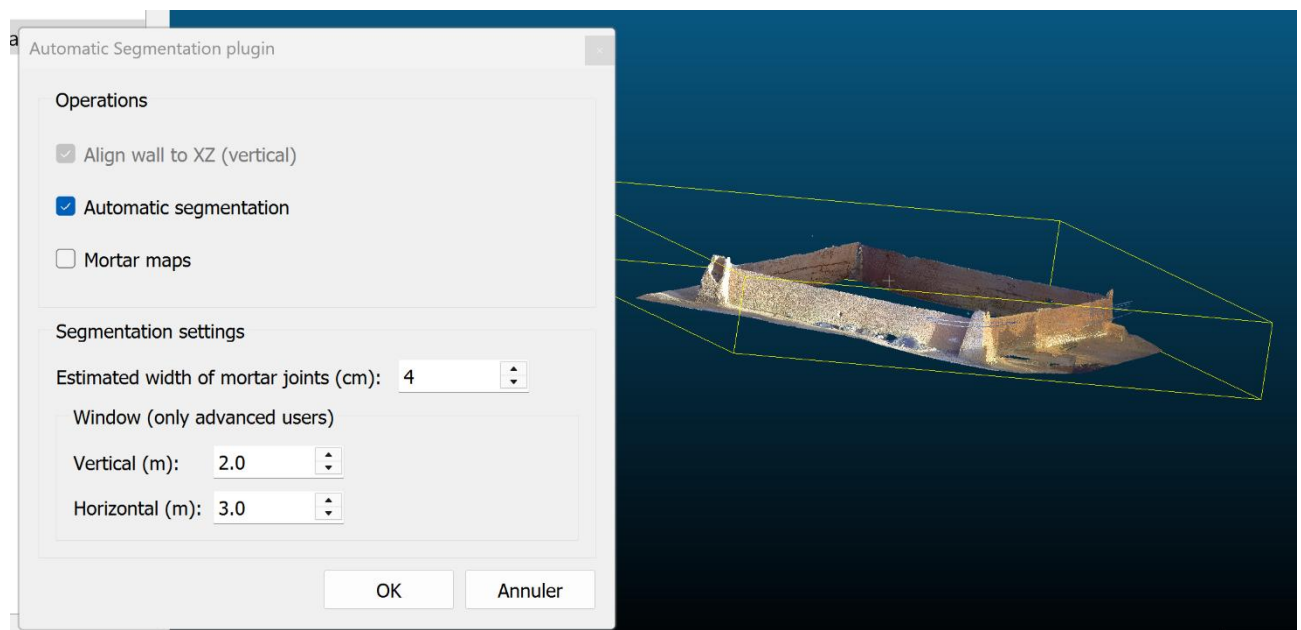 a
Automatic Segmentation plugin
Operations
Align wall to XZ (vertical)
Automatic segmentation
Mortar maps
Segmentation settings
Estimated width of mortar joints (cm): 4
Window (only advanced users)
Vertical (m): 2.0
Horizontal (m): 3.0
OK Annuler